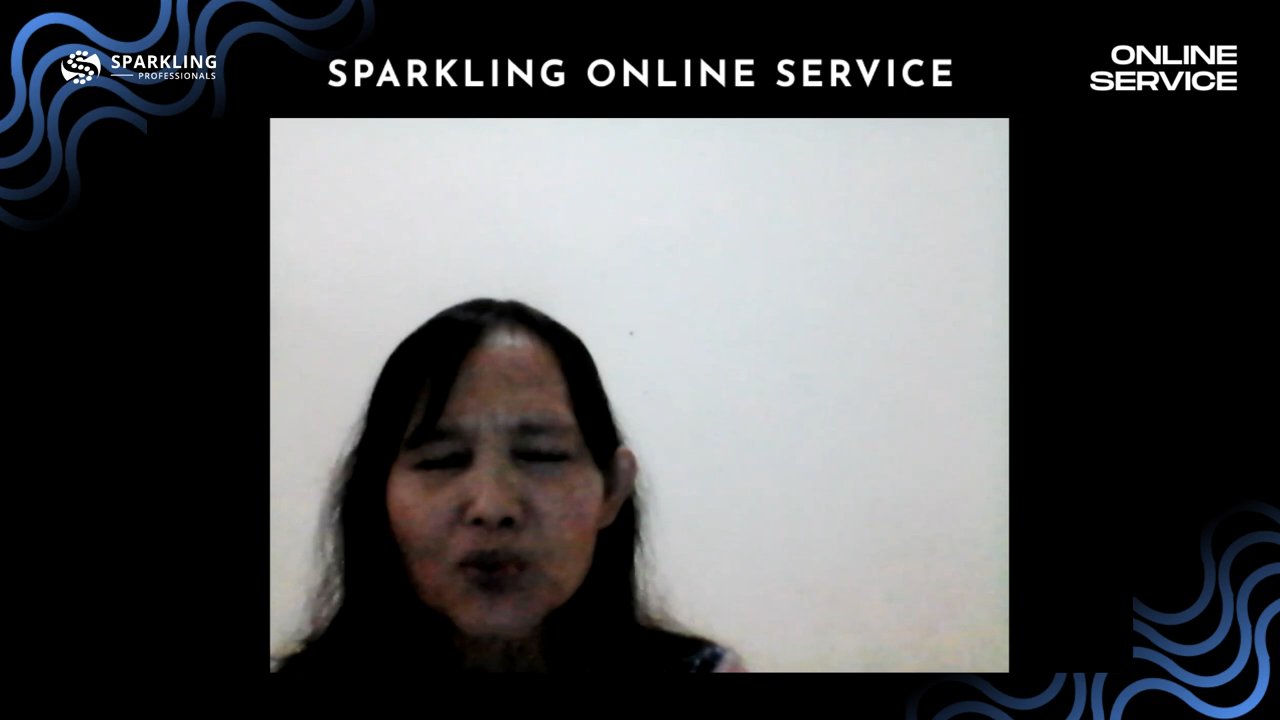 SPARKLING
PROFESSIONALS
SPARKLING ONLINE SERVICE
ONLINE
SERVICE